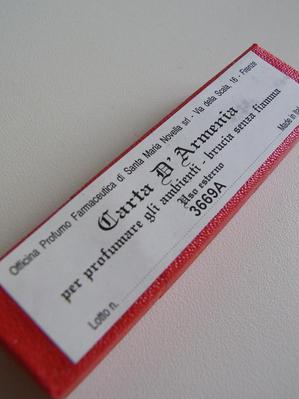 Officina Profumo Farmaceutica di Santa Maria Novella srl - Via della Scala, 16 - Firenze
Carta D'Armenia
per profumare gli ambienti - brucia senza fiamma
Uso esterno
3669A
Lotto n.
Made in